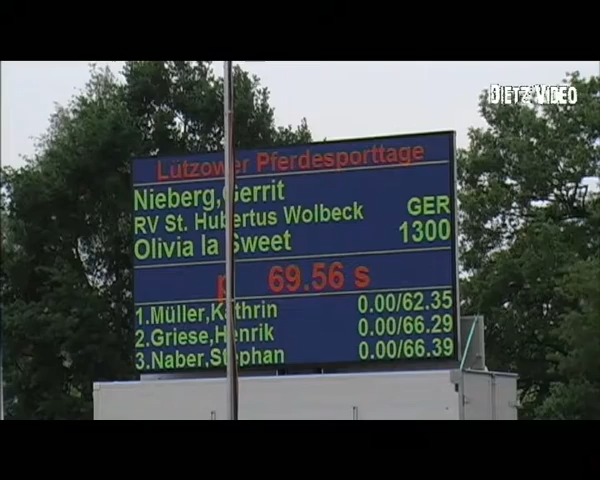 DIETZ VIDEO
Lützower Pferdesporttage
Nieberg,Gerrit
RV St. Hubertus Wolbeck GER
Olivia la Sweet 1300
p 69.56 s
1.Müller,Kathrin 0.00/62.35
2.Griese,Henrik 0.00/66.29
3.Naber,Stephan 0.00/66.39